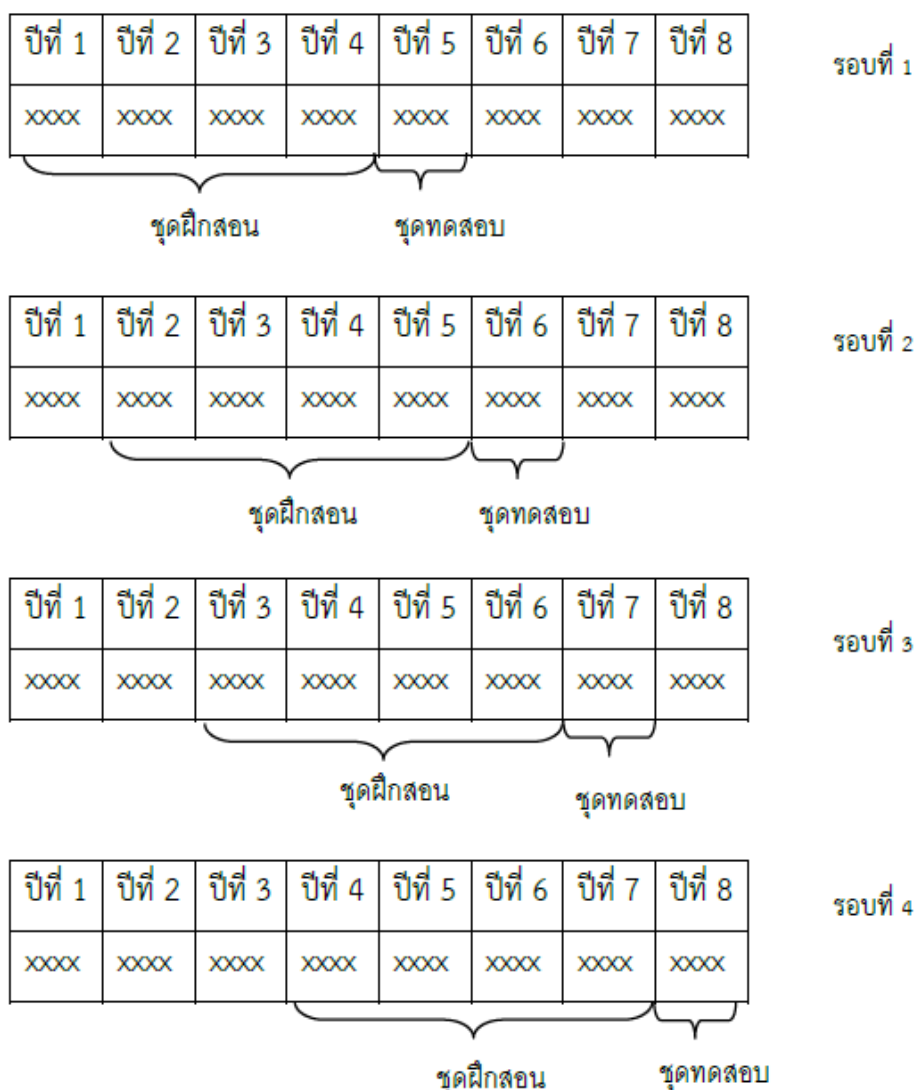 ปีที่ 1 ปีที่ 2 ปีที่ 3 ปีที่ 4 ปีที่ 5 ปีที่ 6 ปีที่ 7 ปีที่ 8 รอบที่ 1
xxxx xxxx xxxx xxxx xxxx xxxx xxxx xxxx
ชุดฝึกสอน ชุดทดสอบ
ปีที่ 1 ปีที่ 2 ปีที่ 3 ปีที่ 4 ปีที่ 5 ปีที่ 6 ปีที่ 7 ปีที่ 8 รอบที่ 2
xxxx xxxx xxxx xxxx xxxx xxxx xxxx xxxx
ชุดฝึกสอน ชุดทดสอบ
ปีที่ 1 ปีที่ 2 ปีที่ 3 ปีที่ 4 ปีที่ 5 ปีที่ 6 ปีที่ 7 ปีที่ 8 รอบที่ 3
xxxx xxxx xxxx xxxx xxxx xxxx xxxx xxxx
ชุดฝึกสอน ชุดทดสอบ
ปีที่ 1 ปีที่ 2 ปีที่ 3 ปีที่ 4 ปีที่ 5 ปีที่ 6 ปีที่ 7 ปีที่ 8 รอบที่ 4
xxxx xxxx xxxx xxxx xxxx xxxx xxxx xxxx
ชุดฝึกสอน ชุดทดสอบ